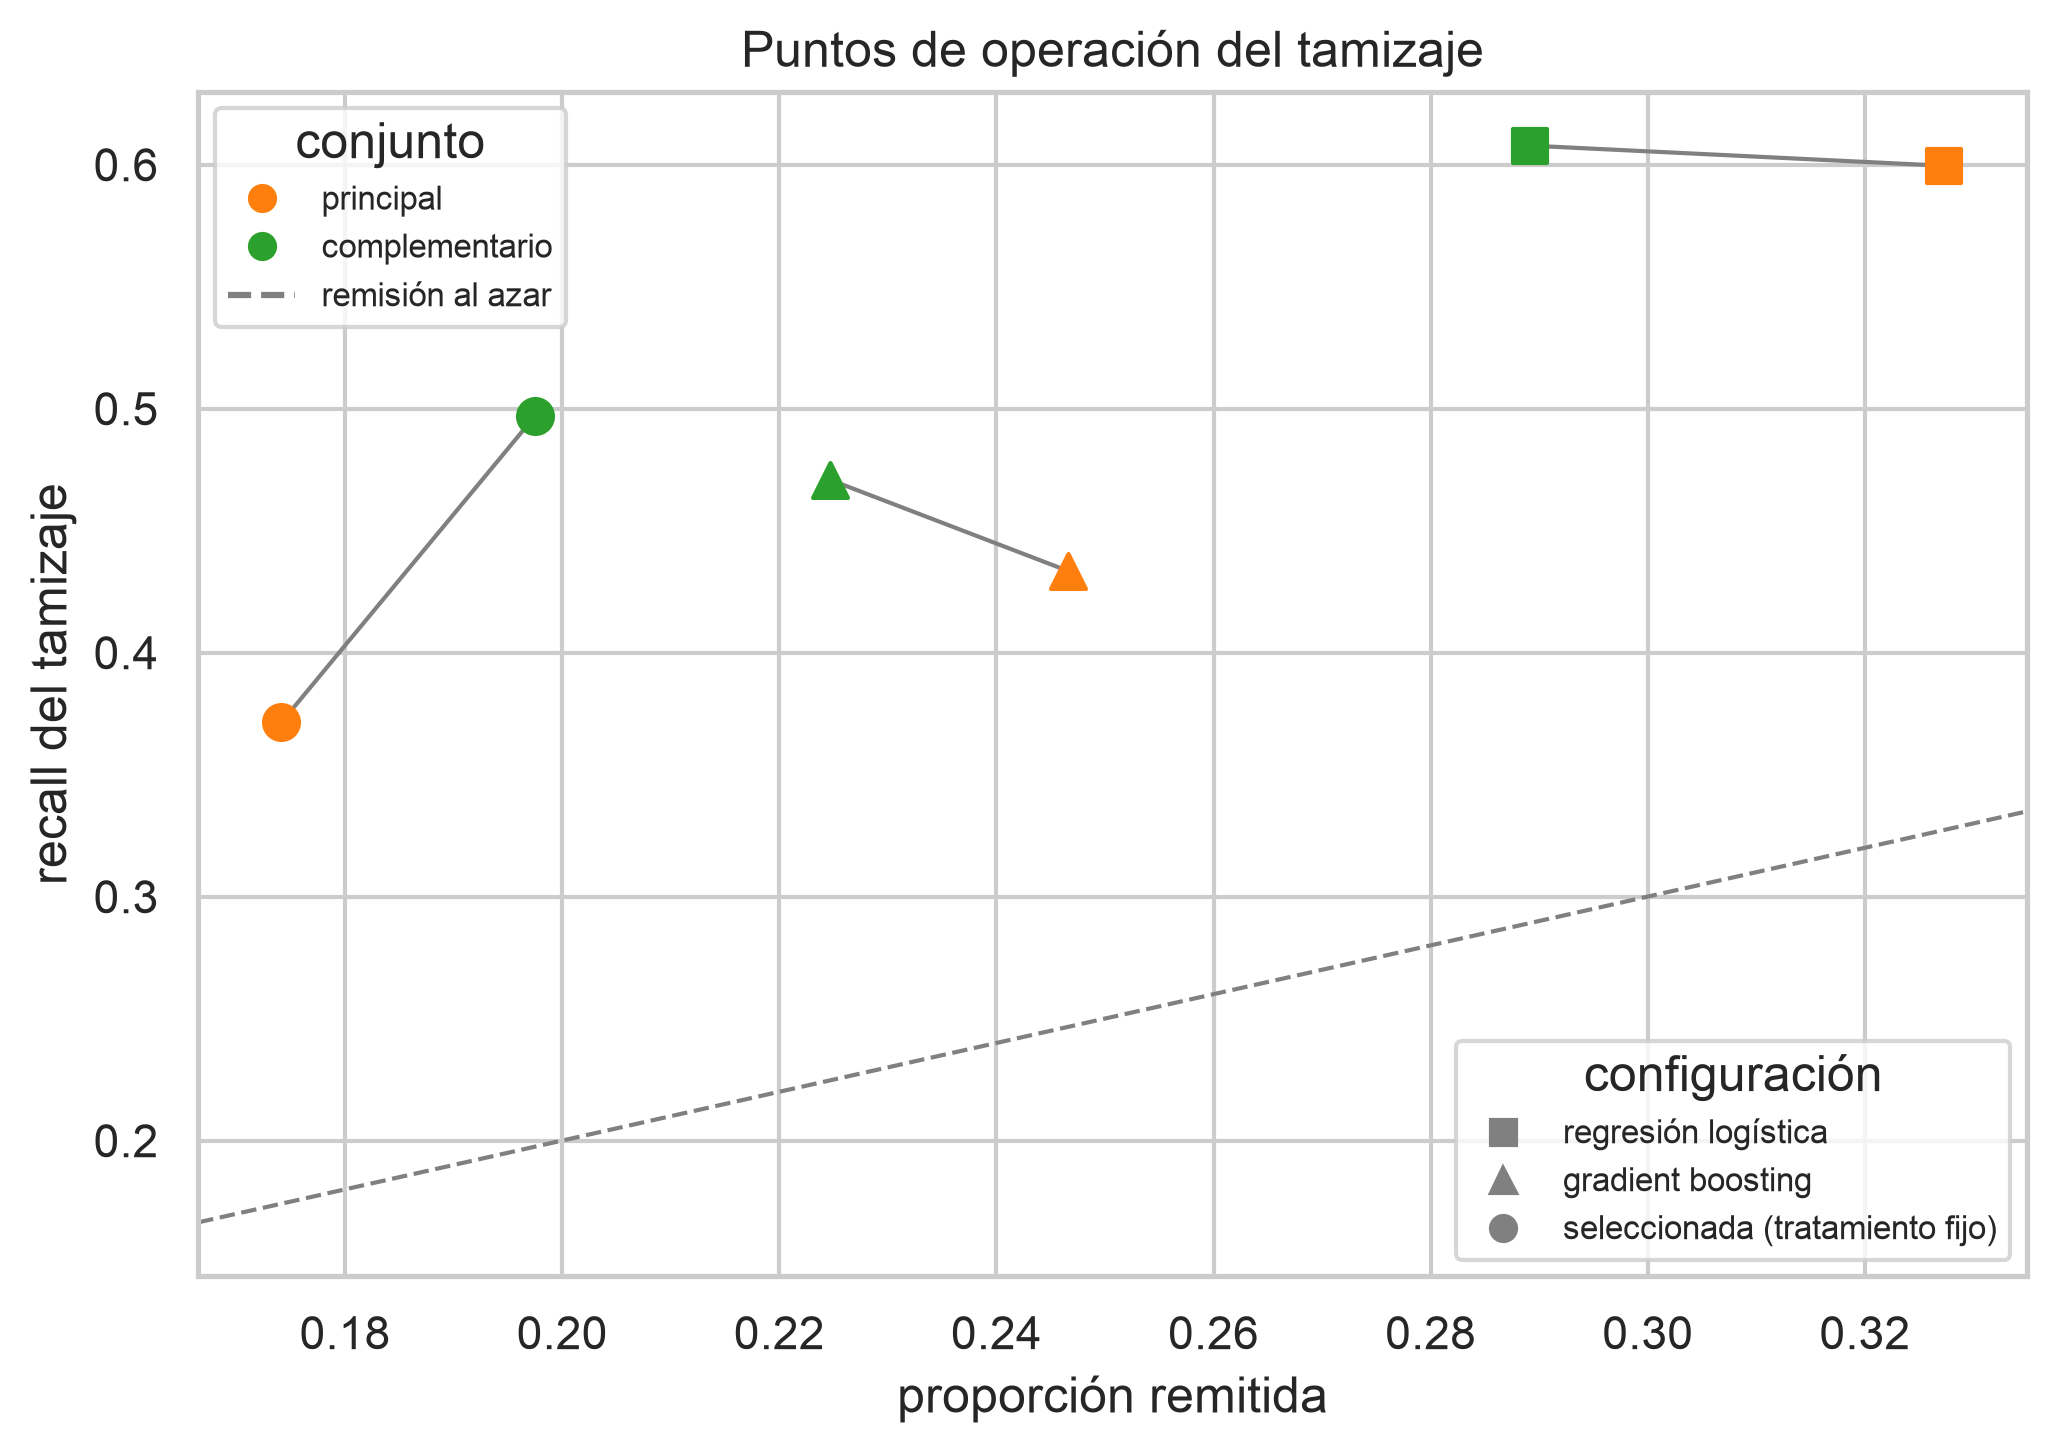 Puntos de operación del tamizaje
conjunto
principal
complementario
remisión al azar
recall del tamizaje
0.6
0.5
0.4
0.3
0.2
configuración
regresión logística
gradient boosting
seleccionada (tratamiento fijo)
0.18 0.20 0.22 0.24 0.26 0.28 0.30 0.32
proporción remitida